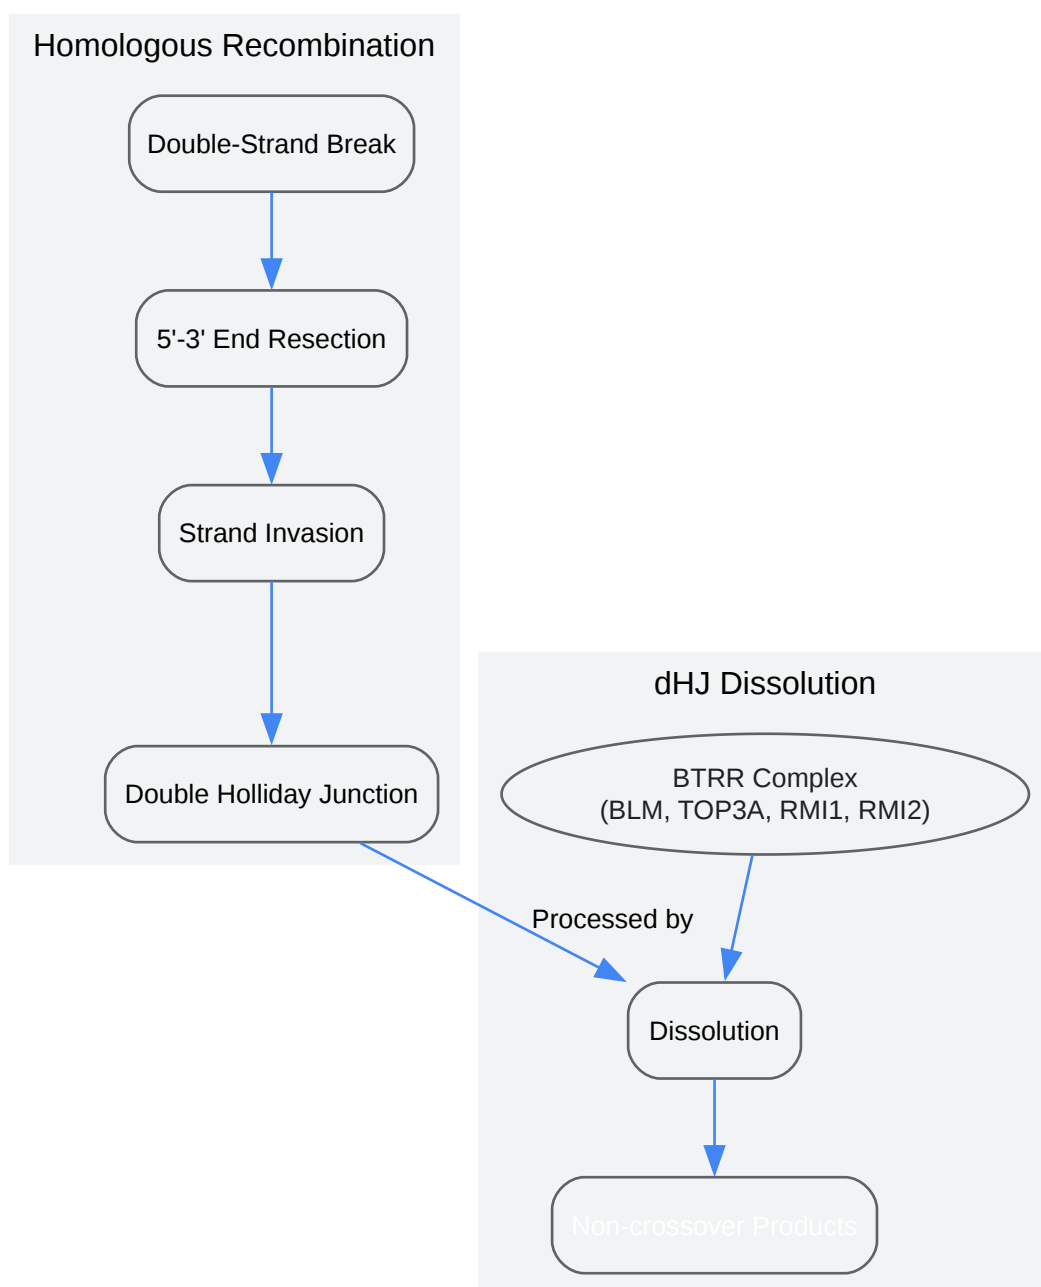 Homologous Recombination
Double-Strand Break
5'-3' End Resection
Strand Invasion
Double Holliday Junction
dHJ Dissolution
BTRR Complex
(BLM, TOP3A, RMI1, RMI2)
Processed by
Dissolution
Non-crossover Products